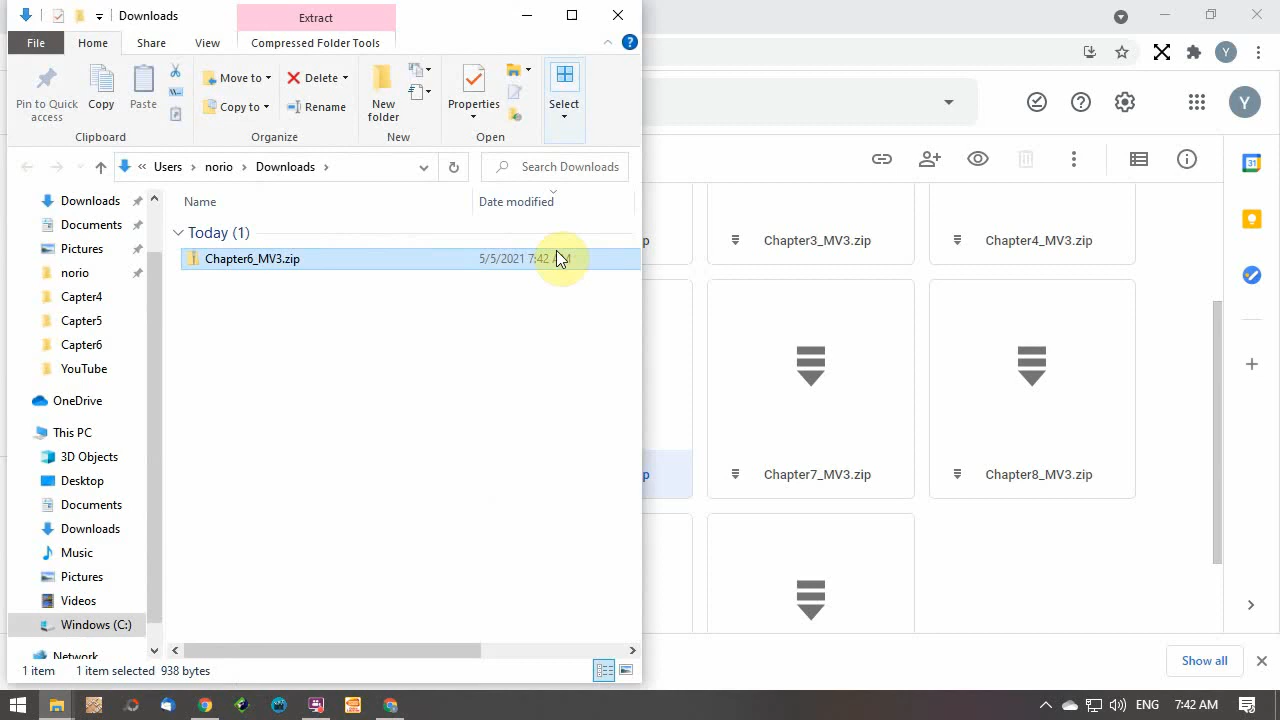 Downloads
Extract
File
Home
Share
View
Compressed Folder Tools
Pin to Quick access
Copy
Paste
Move to
Copy to
Delete
Rename
New folder
Properties
Select
Clipboard
Organize
New
Open
« Users > norio > Downloads >
Search Downloads
Name
Date modified
Today (1)
Chapter6_MV3.zip
5/5/2021 7:42
Downloads
Documents
Pictures
norio
Capter4
Capter5
Capter6
YouTube
OneDrive
This PC
3D Objects
Desktop
Documents
Downloads
Music
Pictures
Videos
Windows (C:)
Network
1 item
1 item selected 938 bytes
Y
Y
31
p
Chapter3_MV3.zip
Chapter4_MV3.zip
p
Chapter7_MV3.zip
Chapter8_MV3.zip
Show all
ENG
7:42 AM